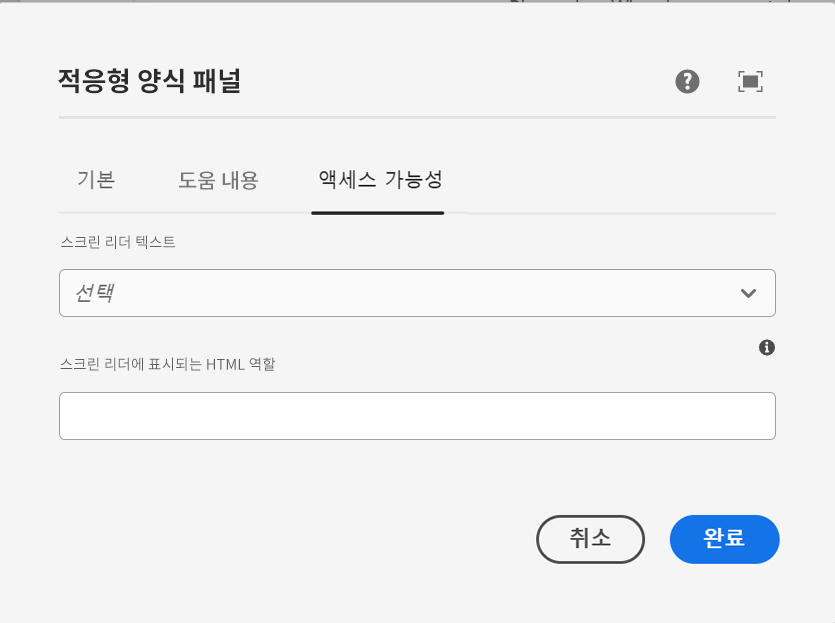 적응형 양식 패널
기본 도움 내용 액세스 가능성
스크린 리더 텍스트
선택
스크린 리더에 표시되는 HTML 역할
취소 완료